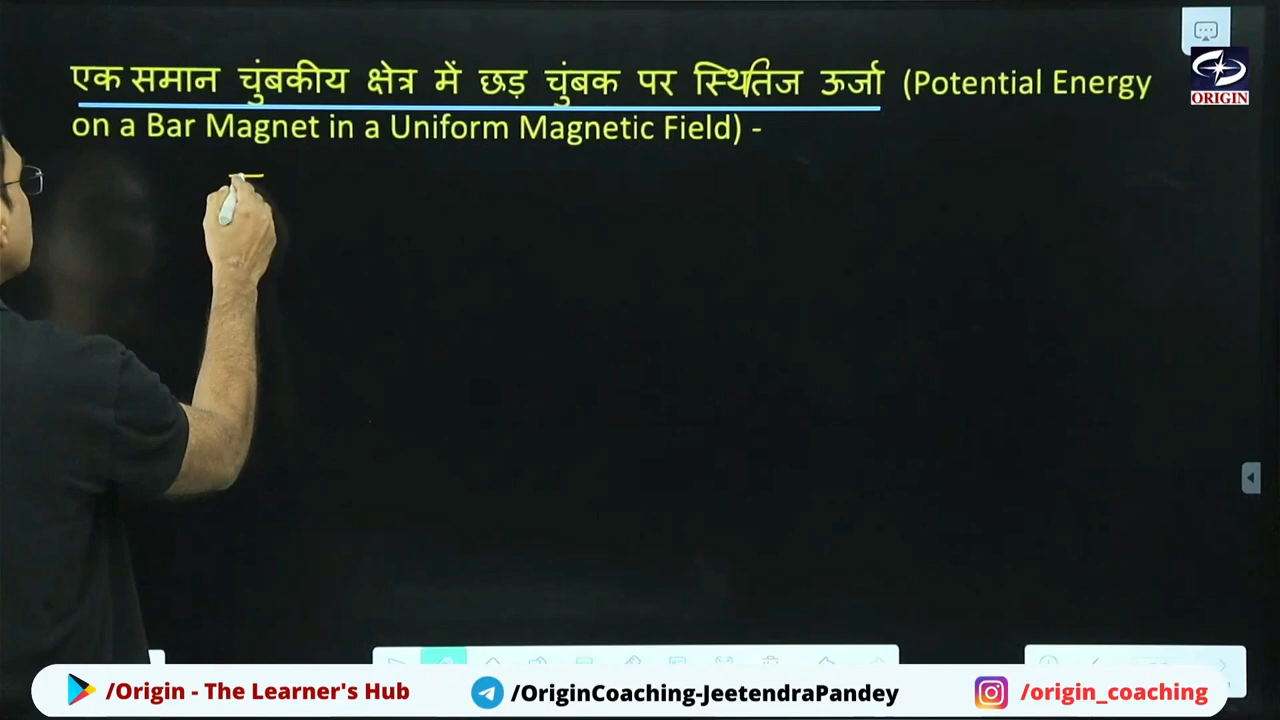 एक समान चुंबकीय क्षेत्र में छड़ चुंबक पर स्थितिज ऊर्जा (Potential Energy
on a Bar Magnet in a Uniform Magnetic Field) -
ORIGIN
/Origin - The Learner's Hub
/OriginCoaching-JeetendraPandey
/origin_coaching